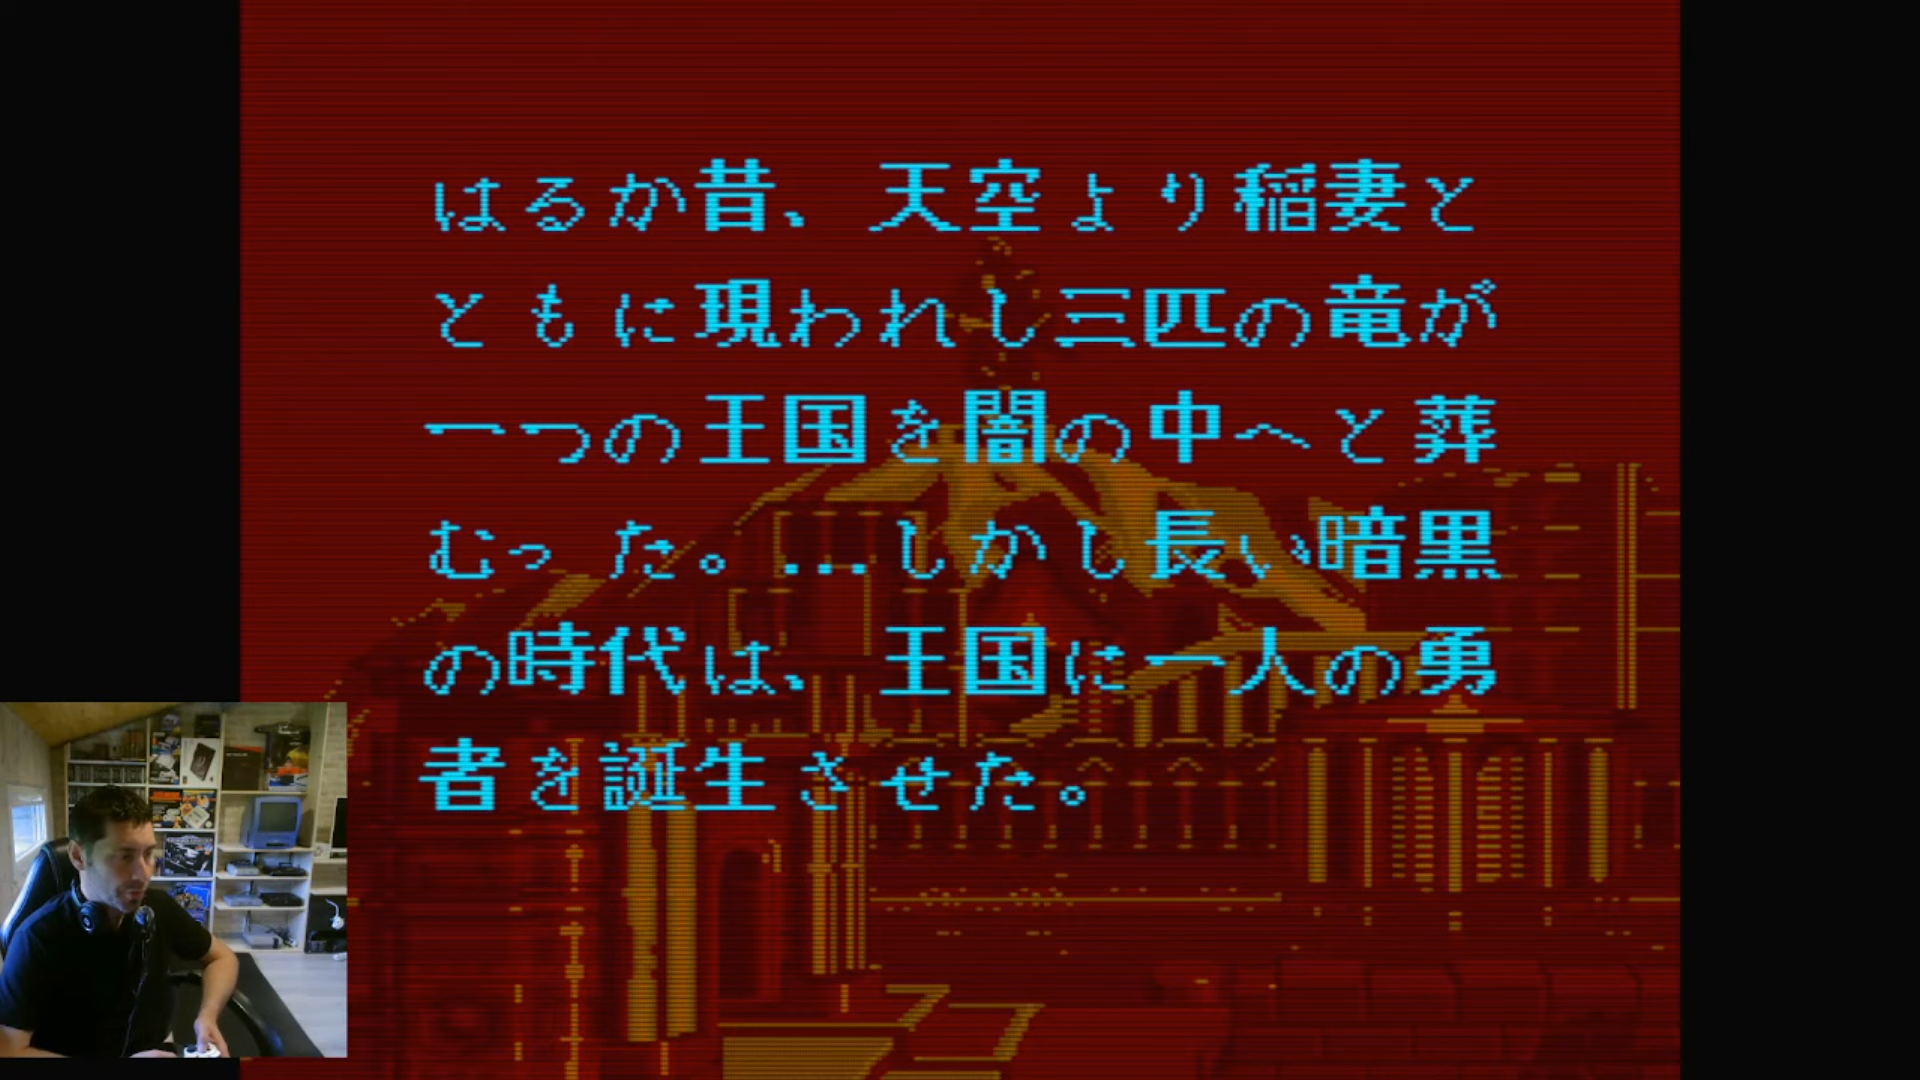 はるか昔、天空より稲妻と
ともに現われし三匹の竜が
一つの王国を闇の中へと葬
むった。...しかし長い暗黒
の時代は、王国に一人の勇
者を誕生させた。